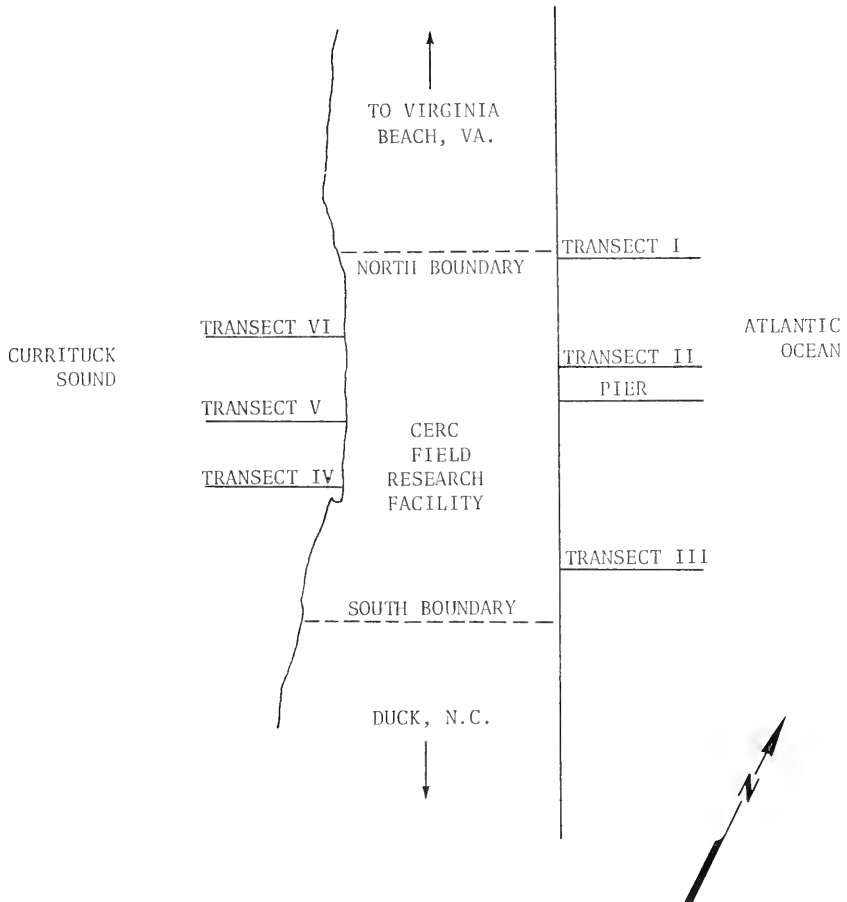 TO VIRGINIA
BEACH, VA.
TRANSECT I
NORTH BOUNDARY
TRANSECT VI
ATLANTIC
OCEAN
CURRITUCK
SOUND
TRANSECT II
PIER
TRANSECT V
CERC
FIELD
RESEARCH
FACILITY
TRANSECT IV
TRANSECT III
SOUTH BOUNDARY
DUCK, N.C.
N